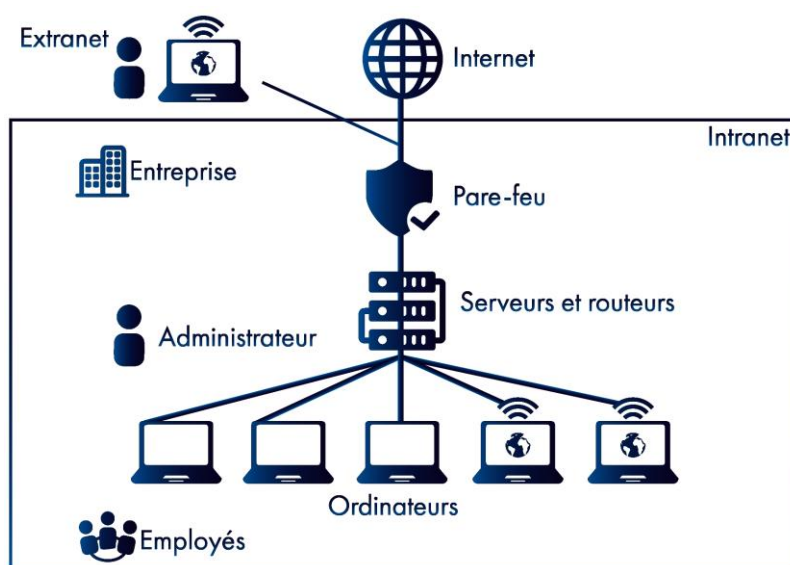 Extranet
Internet
Intranet
Entreprise
Pare-feu
Serveurs et routeurs
Administrateur
Ordinateurs
Employés